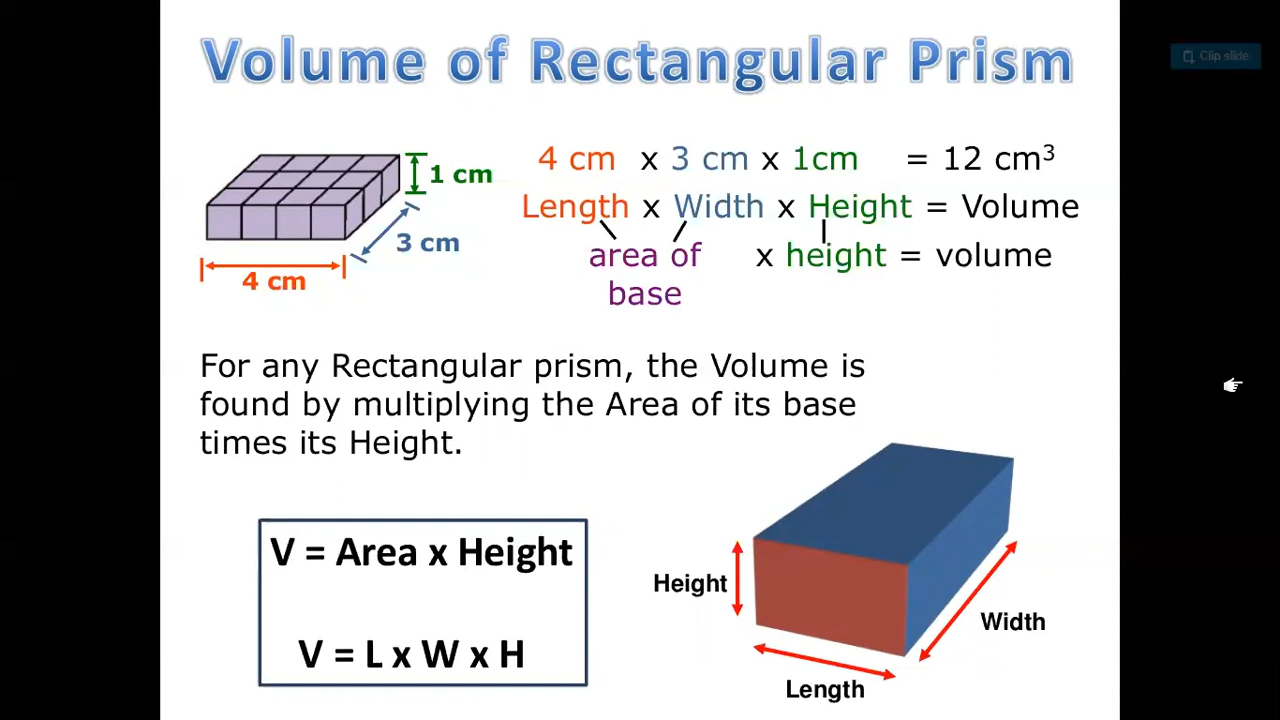 Volume of Rectangular Prism
Clip slide
4 cm x 3 cm x 1cm = 12 cm³
Length x Width x Height = Volume
area of x height = volume
base
1 cm
3 cm
4 cm
For any Rectangular prism, the Volume is
found by multiplying the Area of its base
times its Height.
V = Area x Height
V = L x W x H
Height
Width
Length